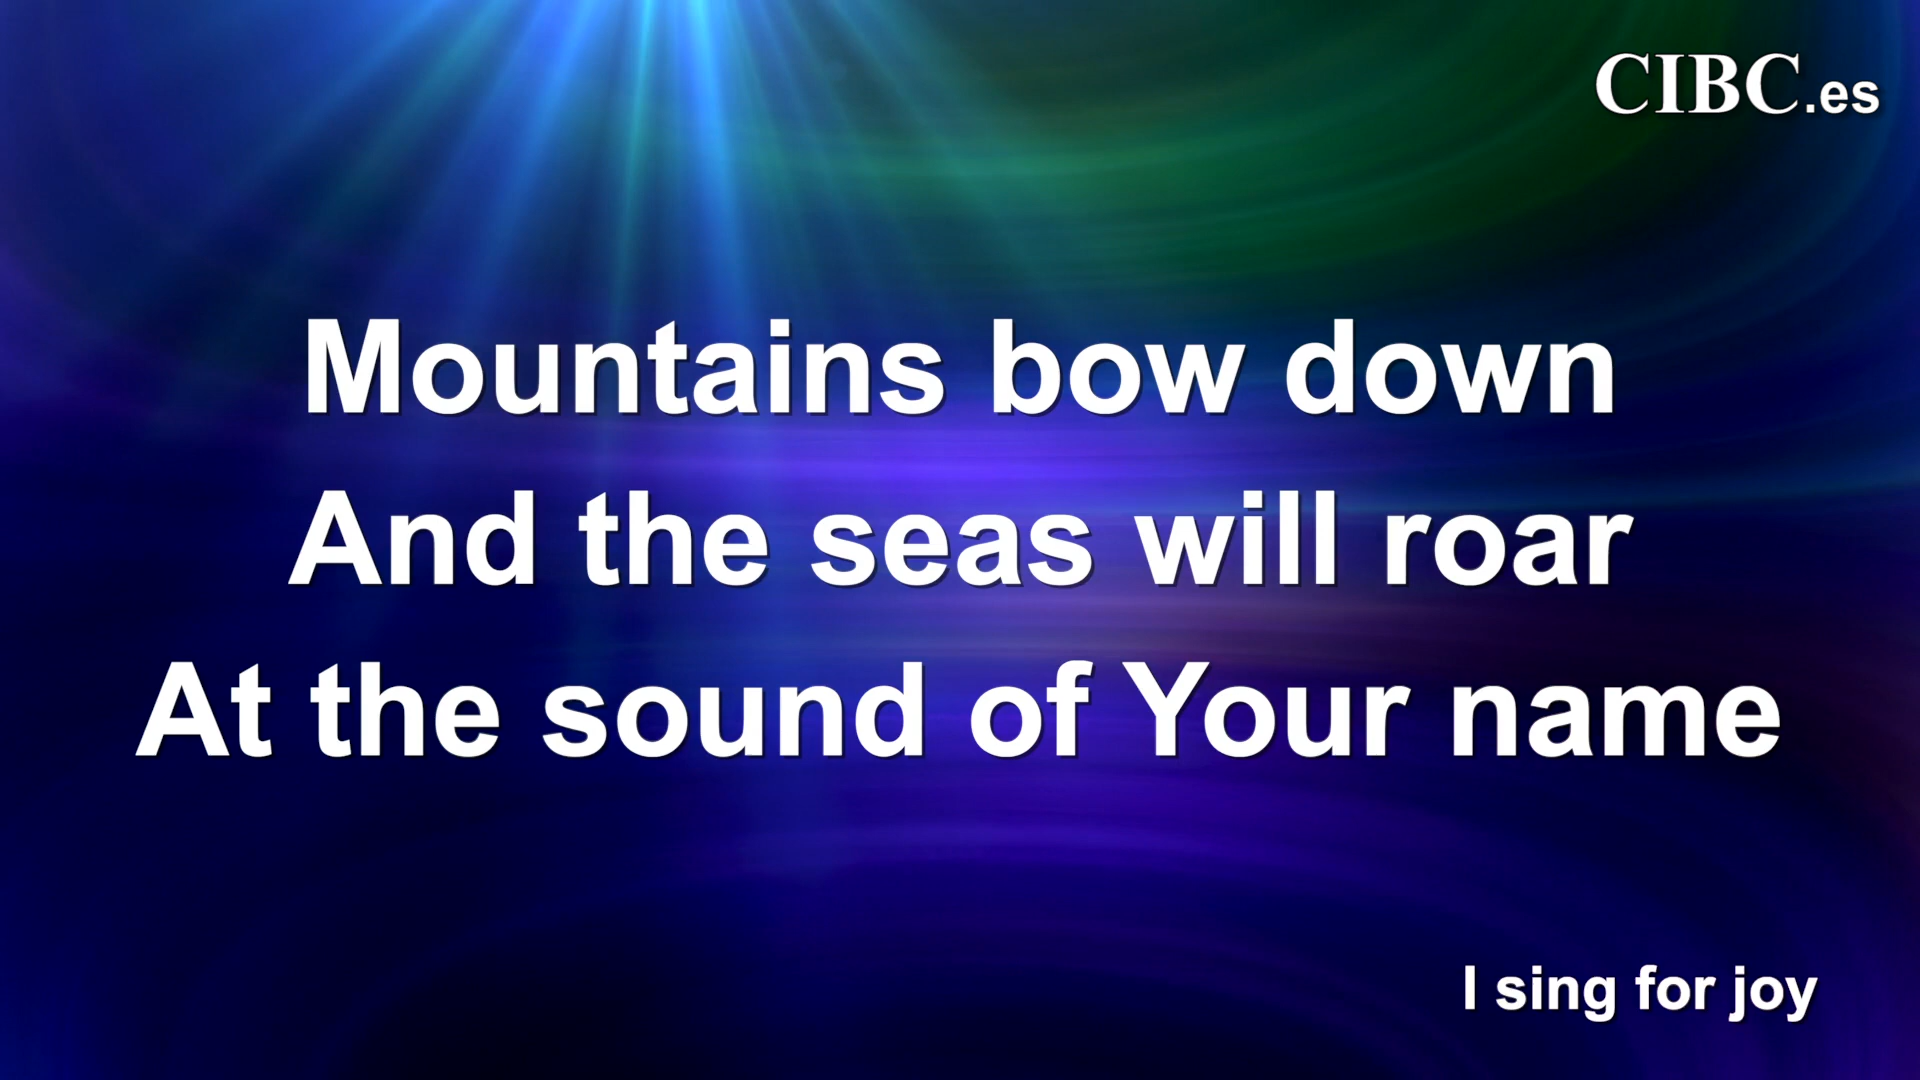 CIBC.es
Mountains bow down
And the seas will roar
At the sound of Your name
I sing for joy